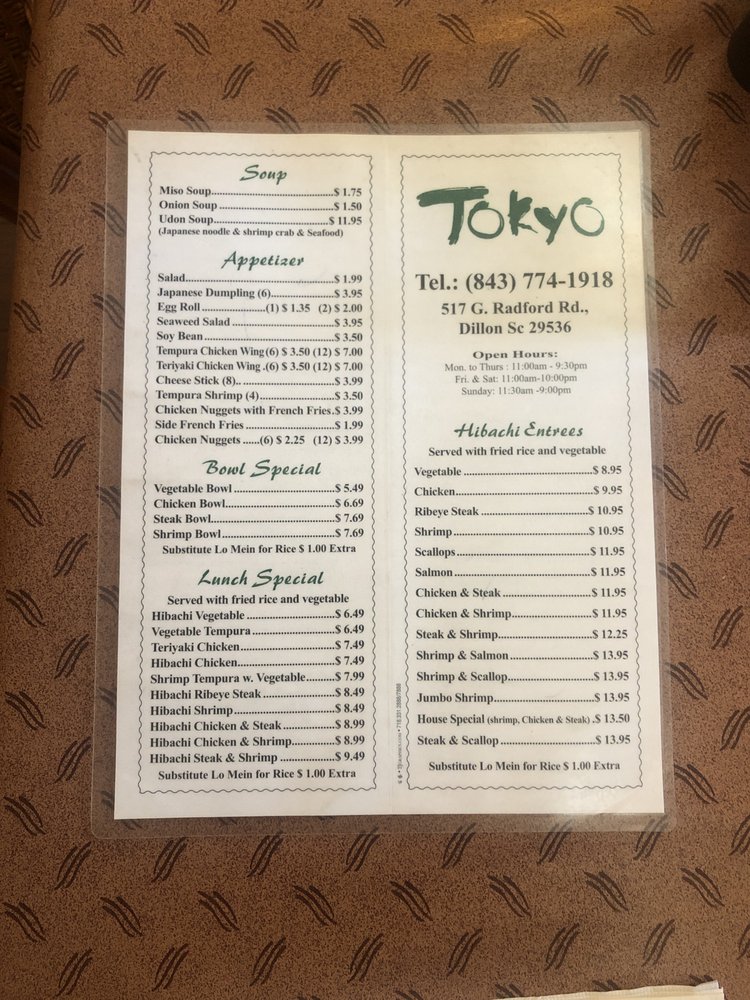 Soup
Miso Soup..............................$ 1.75
Onion Soup ............................$ 1.50
Udon Soup............................$ 11.95
(Japanese noodle & shrimp crab & Seafood)
Appetizer
Salad......................................$ 1.99
Japanese Dumpling (6)................$ 3.95
Egg Roll ................(1) $ 1.35 (2) $ 2.00
Seaweed Salad .........................$ 3.95
Soy Bean................................$ 3.50
Tempura Chicken Wing(6) $ 3.50 (12) $ 7.00
Teriyaki Chicken Wing .(6) $ 3.50 (12) $ 7.00
Cheese Stick (8)........................$ 3.99
Tempura Shrimp (4)...................$ 3.50
Chicken Nuggets with French Fries.$ 3.99
Side French Fries ......................$ 1.99
Chicken Nuggets ......(6) $ 2.25 (12) $ 3.99
Bowl Special
Vegetable Bowl .........................$ 5.49
Chicken Bowl...........................$ 6.69
Steak Bowl..............................$ 7.69
Shrimp Bowl............................$ 7.69
Substitute Lo Mein for Rice $ 1.00 Extra
Lunch Special
Served with fried rice and vegetable
Hibachi Vegetable ......................$ 6.49
Vegetable Tempura.....................$ 6.49
Teriyaki Chicken........................$ 7.49
Hibachi Chicken........................$ 7.49
Shrimp Tempura w. Vegetable........$ 7.99
Hibachi Ribeye Steak ..................$ 8.49
Hibachi Shrimp.........................$ 8.49
Hibachi Chicken & Steak..............$ 8.99
Hibachi Chicken & Shrimp............$ 8.99
Hibachi Steak & Shrimp ..............$ 9.49
Substitute Lo Mein for Rice $ 1.00 Extra
TOKYO
Tel.: (843) 774-1918
517 G. Radford Rd.,
Dillon Sc 29536
Open Hours:
Mon. to Thurs : 11:00am - 9:30pm
Fri. & Sat: 11:00am-10:00pm
Sunday: 11:30am -9:00pm
Hibachi Entrees
Served with fried rice and vegetable
Vegetable ................................$ 8.95
Chicken..................................$ 9.95
Ribeye Steak ..........................$ 10.95
Shrimp..................................$ 10.95
Scallops.................................$ 11.95
Salmon..................................$ 11.95
Chicken & Steak......................$ 11.95
Chicken & Shrimp....................$ 11.95
Steak & Shrimp.......................$ 12.25
Shrimp & Salmon ....................$ 13.95
Shrimp & Scallop.....................$ 13.95
Jumbo Shrimp........................$ 13.95
House Special (shrimp, Chicken & Steak) .$ 13.50
Steak & Scallop.......................$ 13.95
Substitute Lo Mein for Rice $ 1.00 Extra